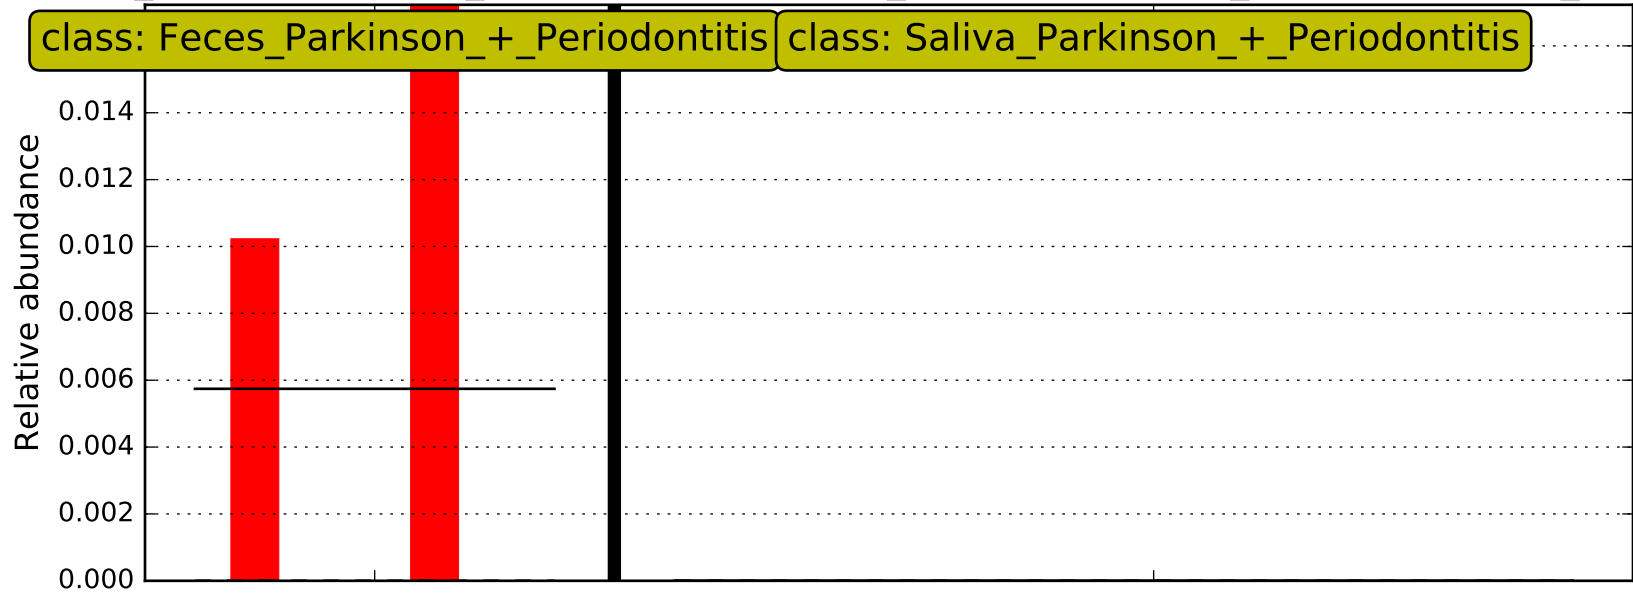 class: Feces_Parkinson_+_Periodontitis
class: Saliva_Parkinson_+_Periodontitis
Relative abundance
0.014
0.012
0.010
0.008
0.006
0.004
0.002
0.000